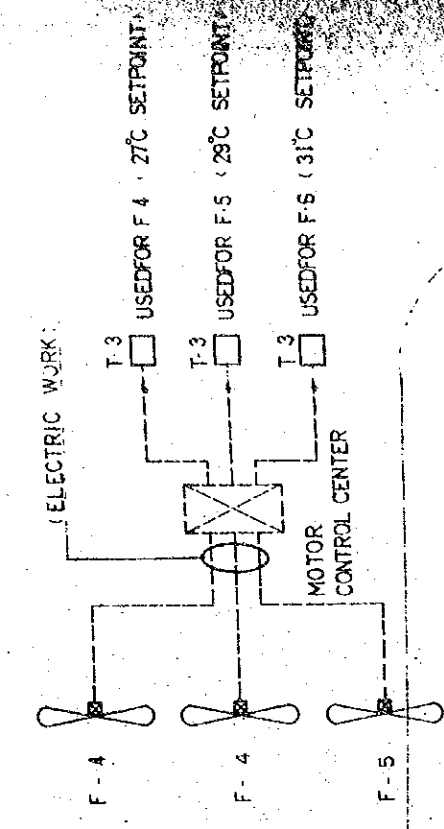 (ELECTRIC WORK)
T-3
USEDFOR F 4 ( 27°C SETPOINT)
T-3
USEDFOR F-5 ( 29°C SETPOINT)
T 3
USEDFOR F-6 ( 31°C SETPOINT)
MOTOR
CONTROL CENTER
F - 4
F - 4
F - 5